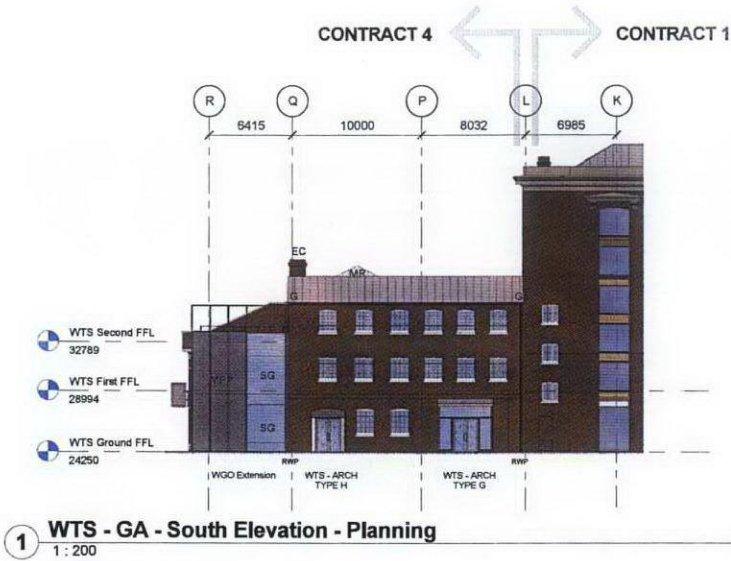 CONTRACT 4 CONTRACT 1
R Q P L K
6415 10000 8032 6985
EC
MR
G G
WTS Second FFL
32789
SG
WTS First FFL
28994
SG
WTS Ground FFL
24250
RWP RWP
WGO Extension WTS - ARCH TYPE H WTS - ARCH TYPE G
1 WTS - GA - South Elevation - Planning
1 : 200